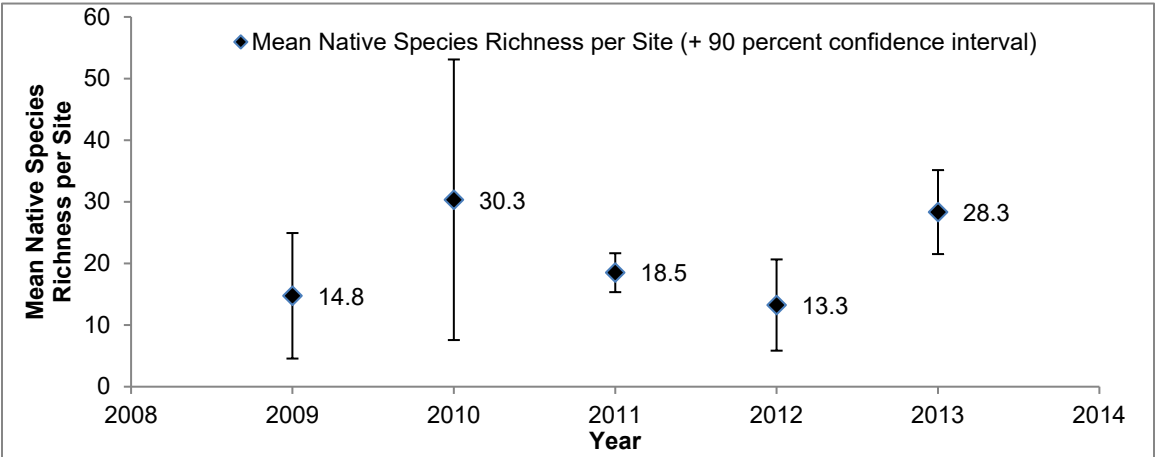 60
Mean Native Species Richness per Site (+ 90 percent confidence interval)
50
40
30
20
10
0
Mean Native Species
Richness per Site
14.8
30.3
18.5
13.3
28.3
2008 2009 2010 2011 2012 2013 2014
Year